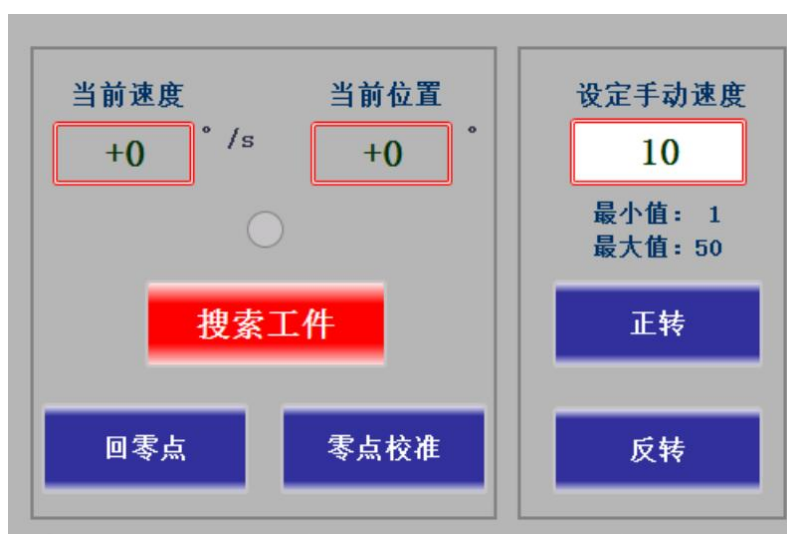 当前速度
+0 ° /s
当前位置
+0 °
搜索工件
回零点
零点校准
设定手动速度
10
最小值: 1
最大值: 50
正转
反转